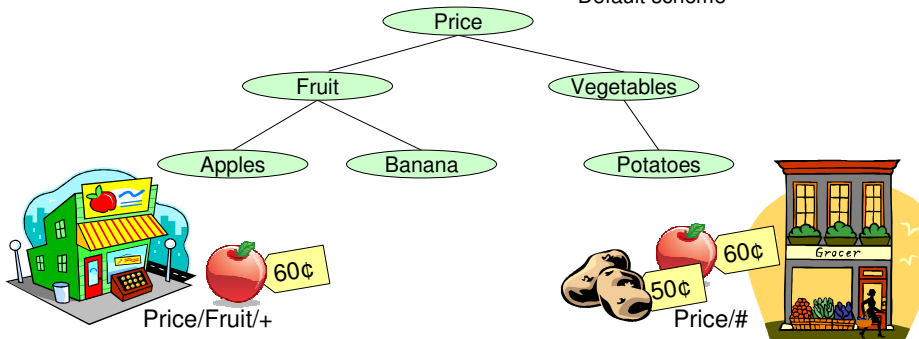 Default scheme
Price
Fruit
Vegetables
Apples
Banana
Potatoes
60¢
60¢
50¢
Grocer
Price/Fruit/+
Price/#